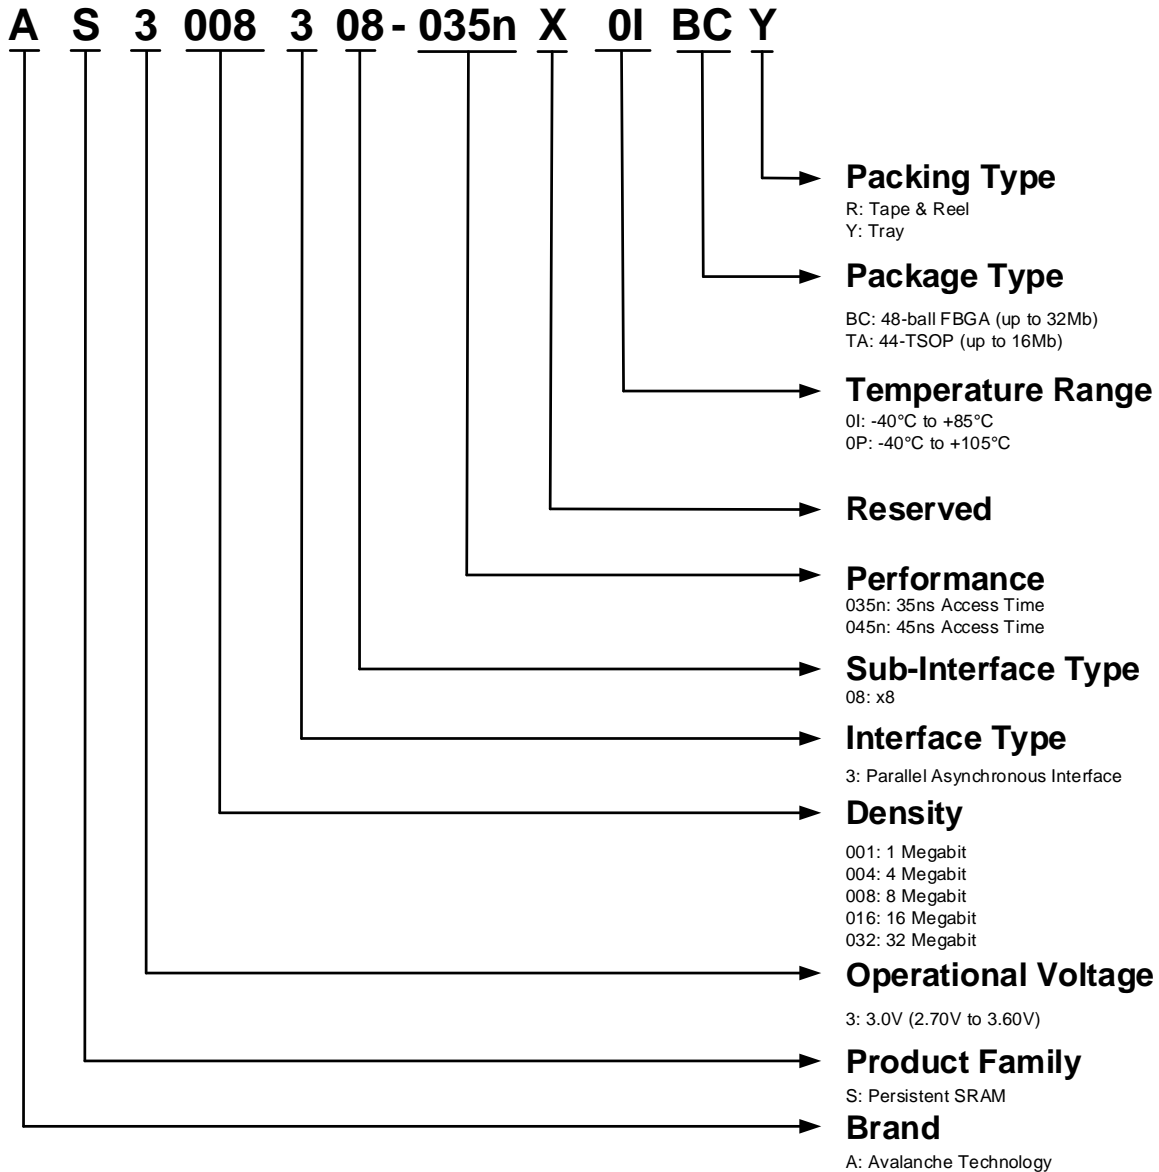 A S 3 008 3 08 - 035n X 0I BC Y
Packing Type
R: Tape & Reel
Y: Tray
Package Type
BC: 48-ball FBGA (up to 32Mb)
TA: 44-TSOP (up to 16Mb)
Temperature Range
0I: -40°C to +85°C
0P: -40°C to +105°C
Reserved
Performance
035n: 35ns Access Time
045n: 45ns Access Time
Sub-Interface Type
08: x8
Interface Type
3: Parallel Asynchronous Interface
Density
001: 1 Megabit
004: 4 Megabit
008: 8 Megabit
016: 16 Megabit
032: 32 Megabit
Operational Voltage
3: 3.0V (2.70V to 3.60V)
Product Family
S: Persistent SRAM
Brand
A: Avalanche Technology